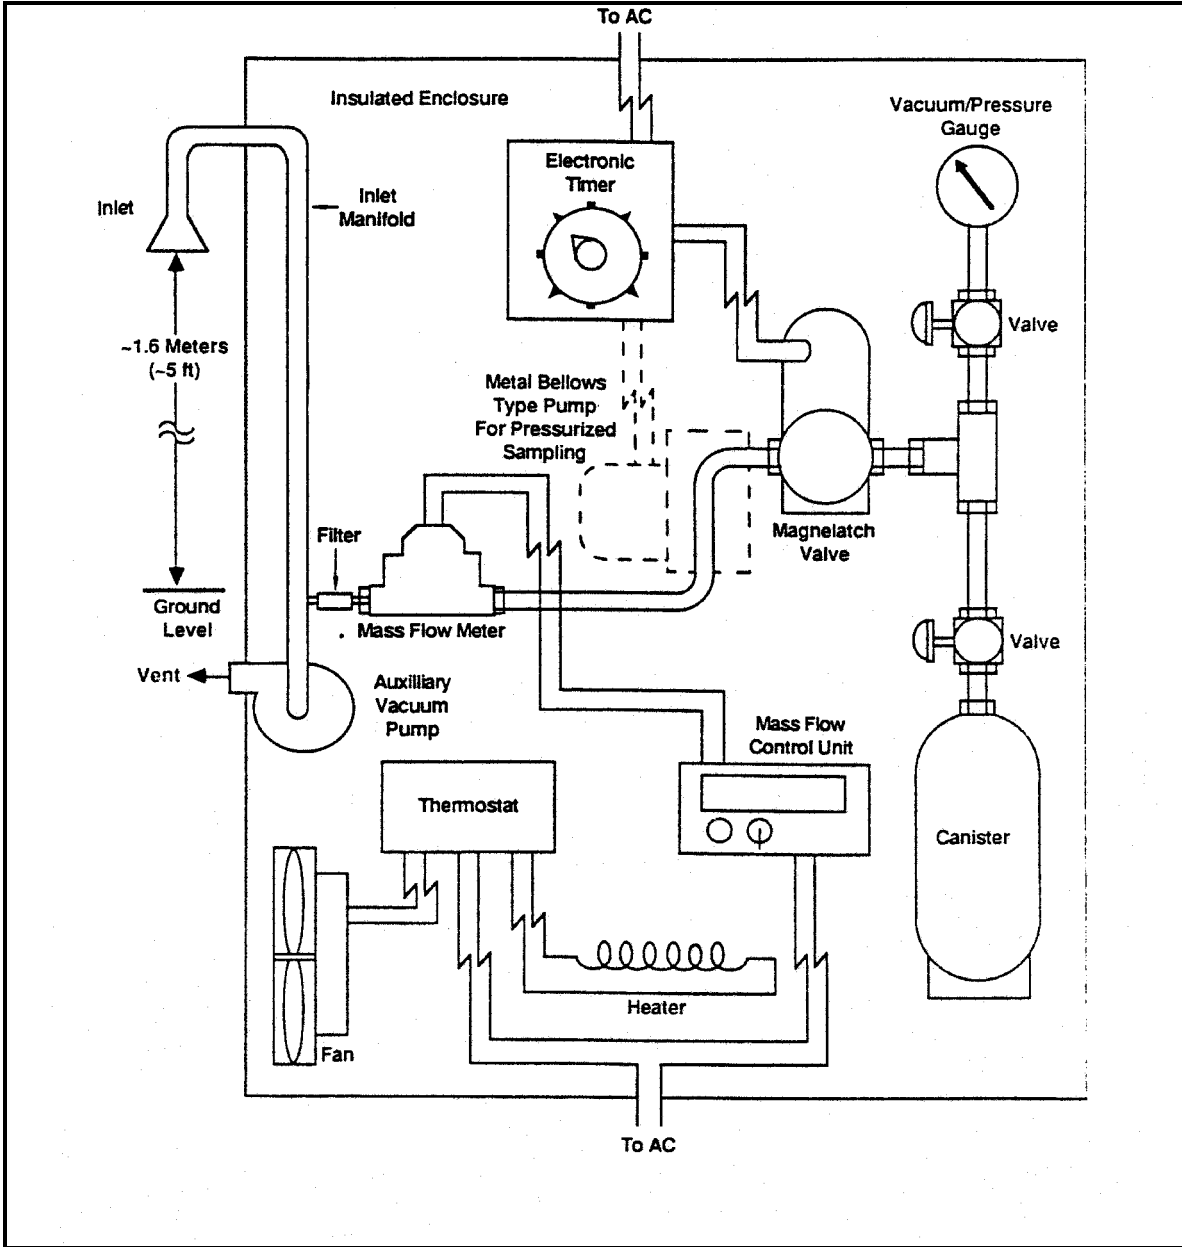 To AC
Insulated Enclosure
Vacuum/Pressure
Gauge
Electronic
Timer
Inlet
Inlet
Manifold
Valve
~1.6 Meters
(~5 ft)
Metal Bellows
Type Pump
For Pressurized
Sampling
Magnelatch
Valve
Filter
Ground
Level
Mass Flow Meter
Valve
Vent
Auxilliary
Vacuum
Pump
Mass Flow
Control Unit
Thermostat
Canister
Heater
Fan
To AC